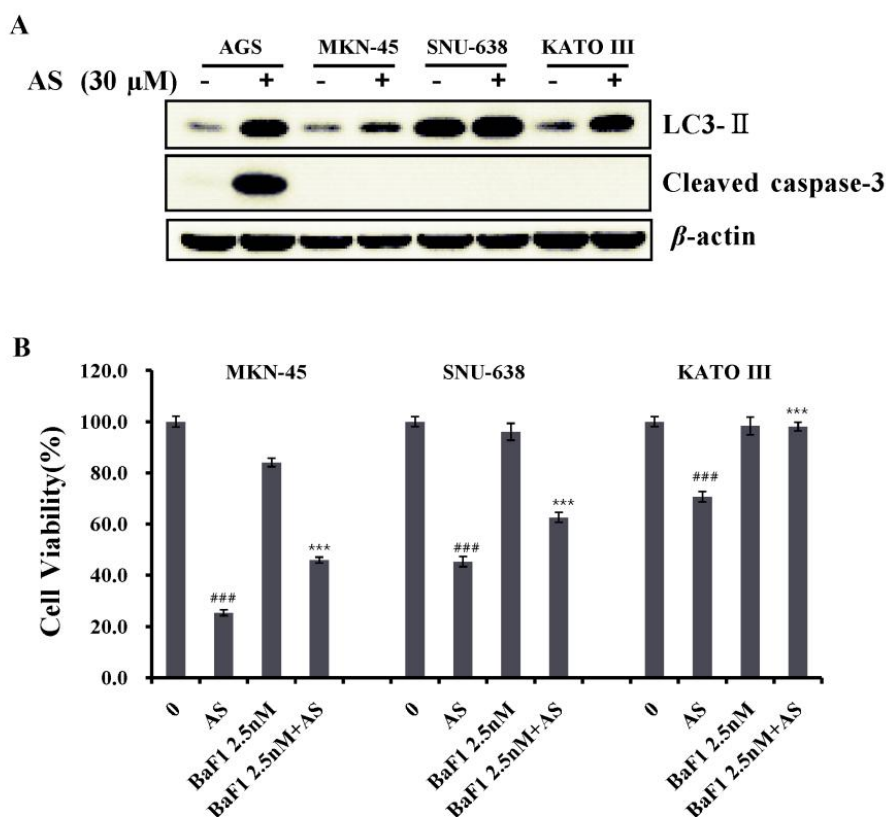 A
AGS MKN-45 SNU-638 KATO III
AS (30 μM) - + - + - + - +
LC3-Ⅱ
Cleaved caspase-3
β-actin
B
MKN-45 SNU-638 KATO III
120.0
100.0
80.0
60.0
40.0
20.0
0.0
Cell Viability(%)
### *** ### *** ### ***
0 AS BaF1 2.5nM BaF1 2.5nM+AS 0 AS BaF1 2.5nM BaF1 2.5nM+AS 0 AS BaF1 2.5nM BaF1 2.5nM+AS